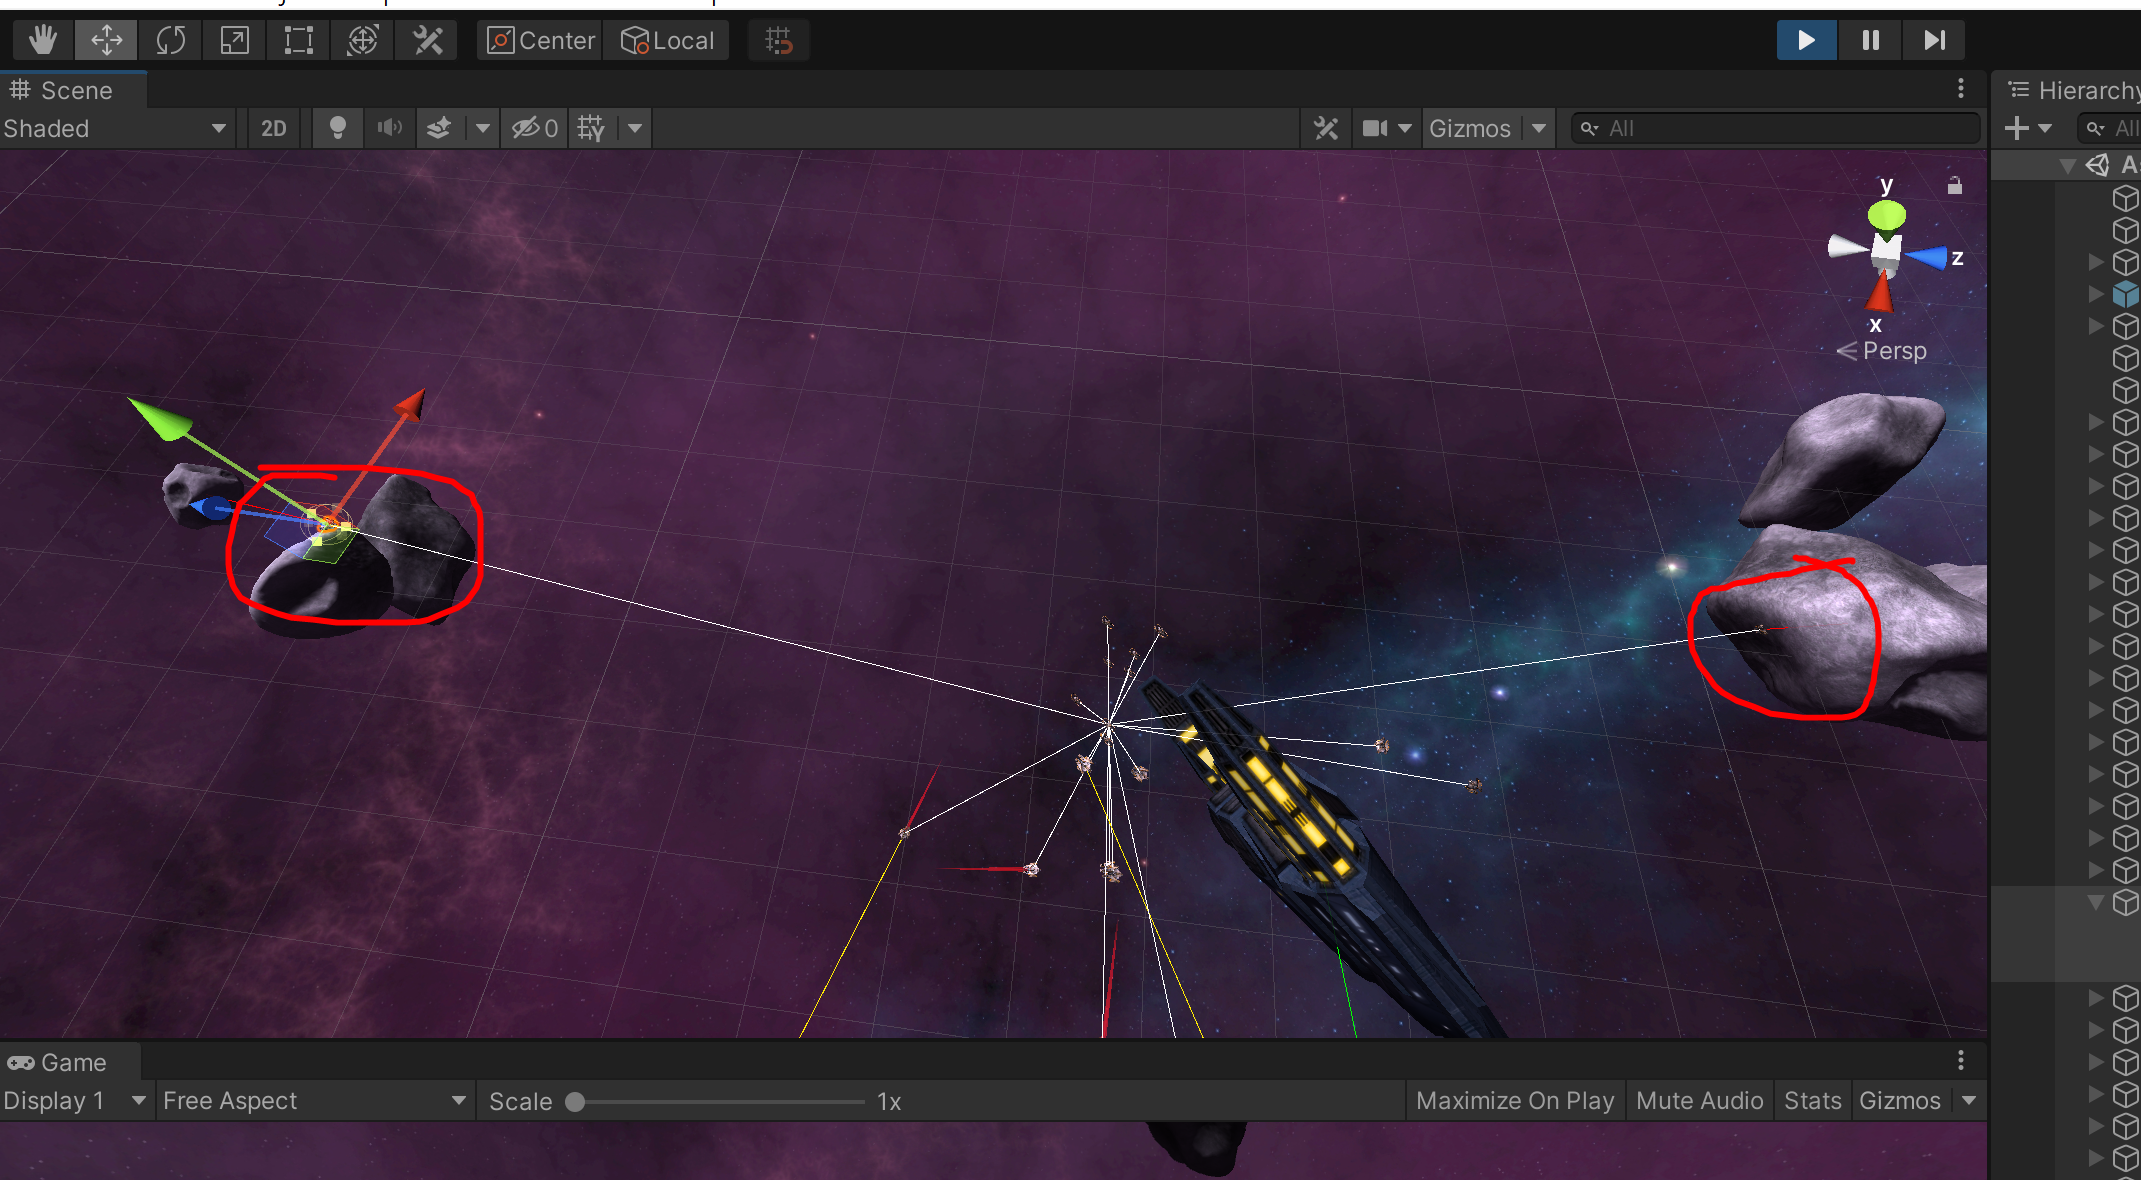 Center Local
Scene
Hierarchy
Shaded 2D 0 Gizmos All
All
y
z
x
Persp
Game
Display 1 Free Aspect Scale 1x Maximize On Play Mute Audio Stats Gizmos